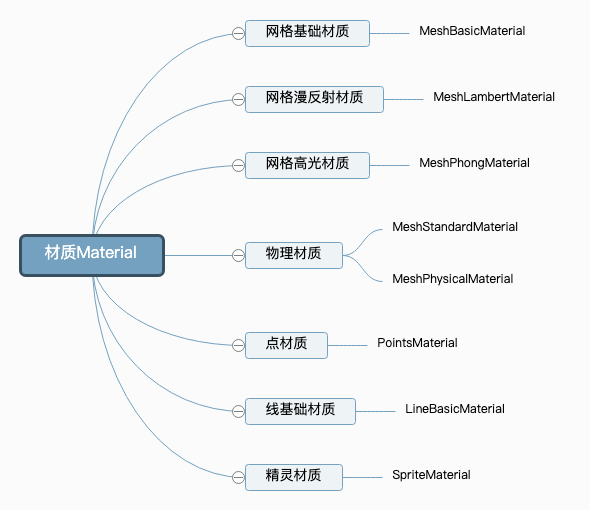 网格基础材质
MeshBasicMaterial
网格漫反射材质
MeshLambertMaterial
网格高光材质
MeshPhongMaterial
材质Material
物理材质
MeshStandardMaterial
MeshPhysicalMaterial
点材质
PointsMaterial
线基础材质
LineBasicMaterial
精灵材质
SpriteMaterial